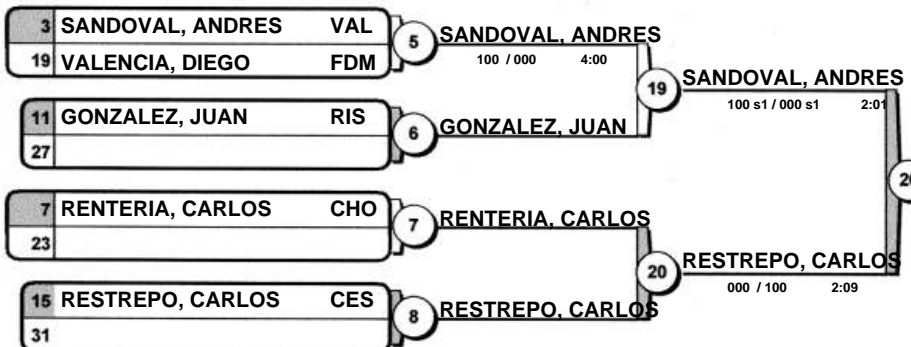 3 SANDOVAL, ANDRES VAL
19 VALENCIA, DIEGO FDM
5 SANDOVAL, ANDRES
100 / 000 4:00
11 GONZALEZ, JUAN RIS
27
6 GONZALEZ, JUAN
19 SANDOVAL, ANDRES
100 s1 / 000 s1 2:01
7 RENTERIA, CARLOS CHO
23
7 RENTERIA, CARLOS
15 RESTREPO, CARLOS CES
31
8 RESTREPO, CARLOS
20 RESTREPO, CARLOS
000 / 100 2:09